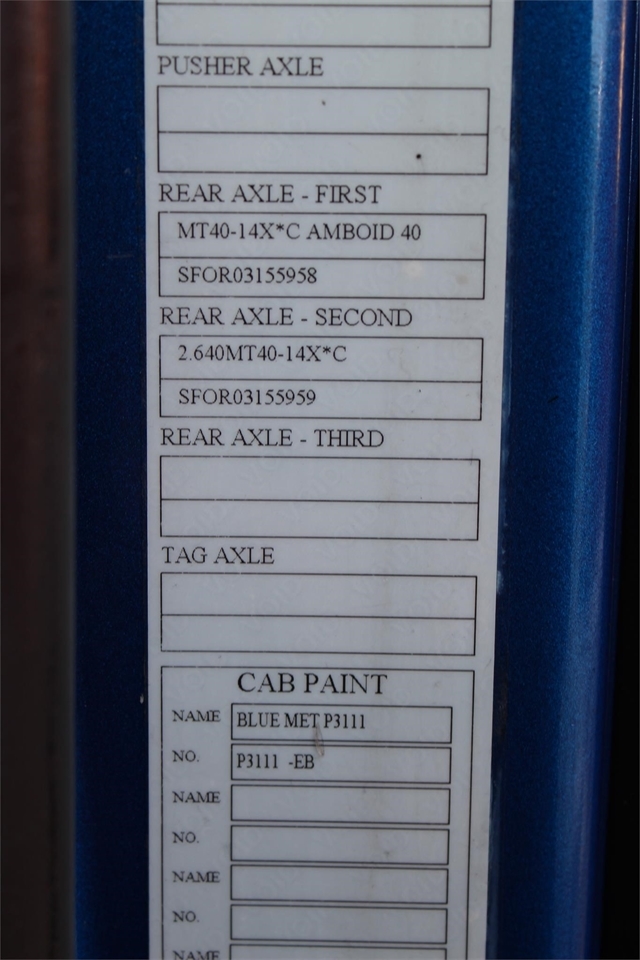 PUSHER AXLE
REAR AXLE - FIRST
MT40-14X*C AMBOID 40
SFOR03155958
REAR AXLE - SECOND
2.640MT40-14X*C
SFOR03155959
REAR AXLE - THIRD
TAG AXLE
CAB PAINT
NAME BLUE MET P3111
NO. P3111 -EB
NAME
NO.
NAME
NO.
NAME